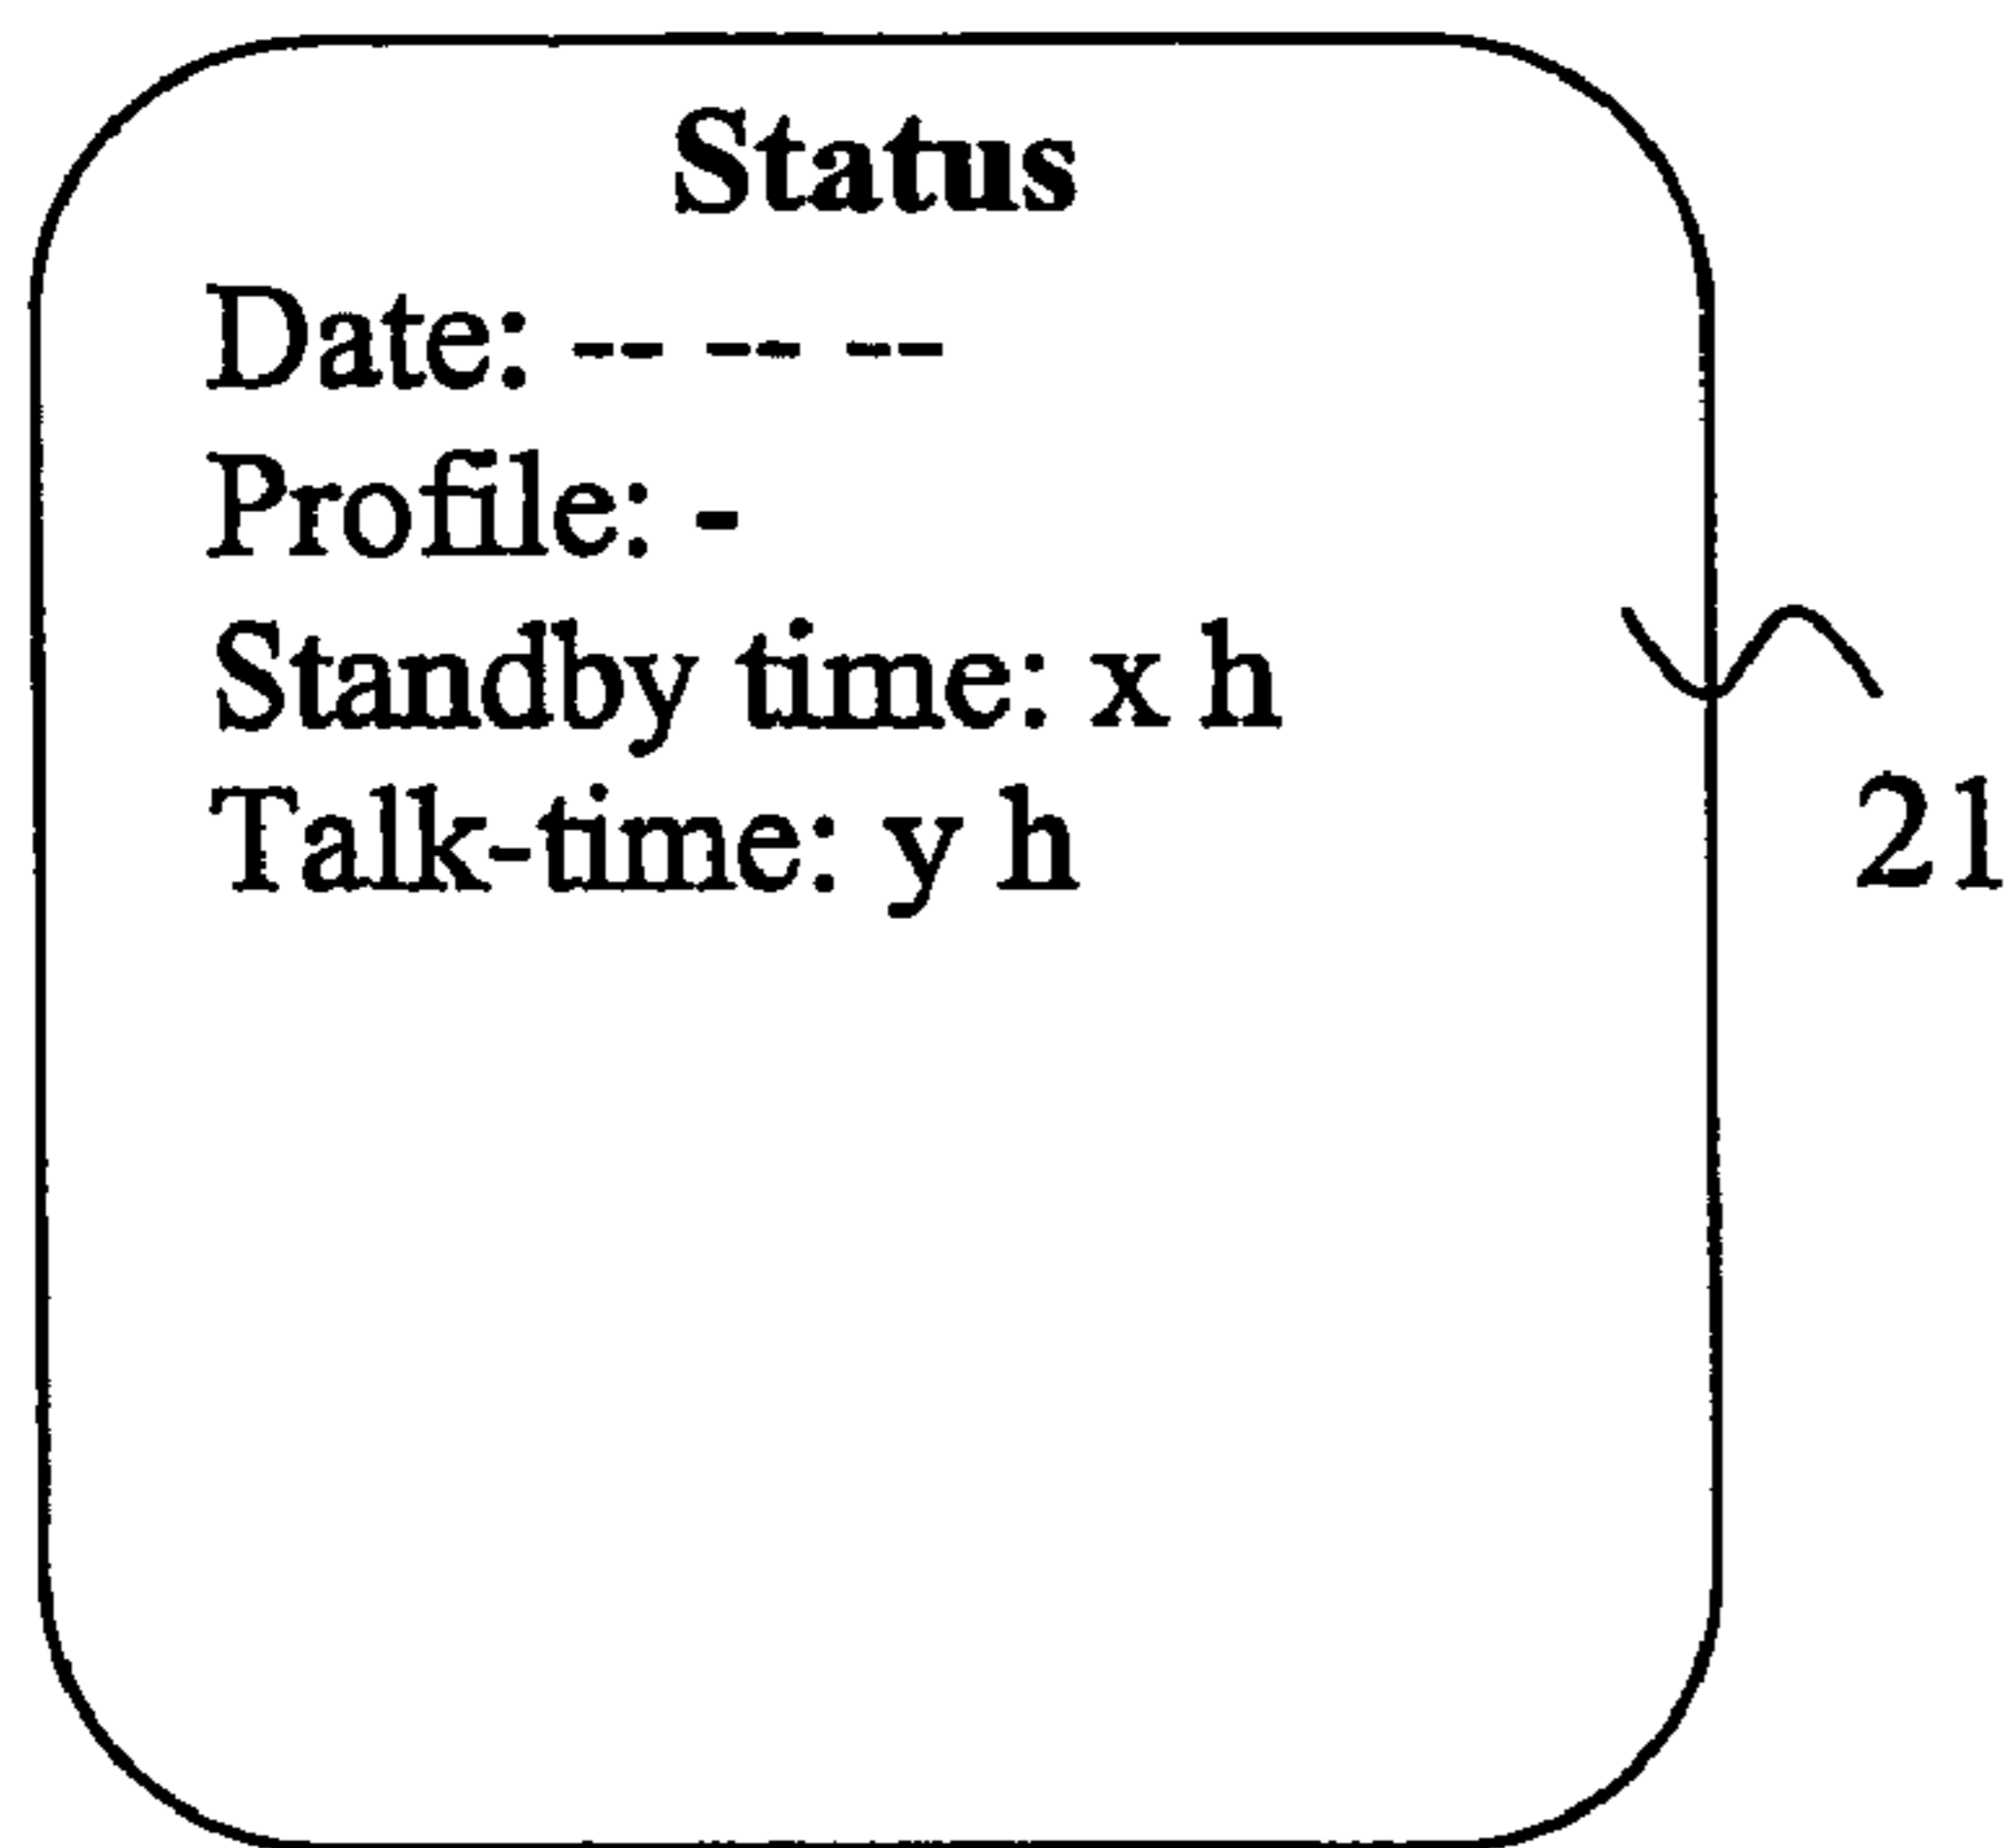 Status
Date: -- -- --
Profile: -
Standby time: x h
Talk-time: y h
21